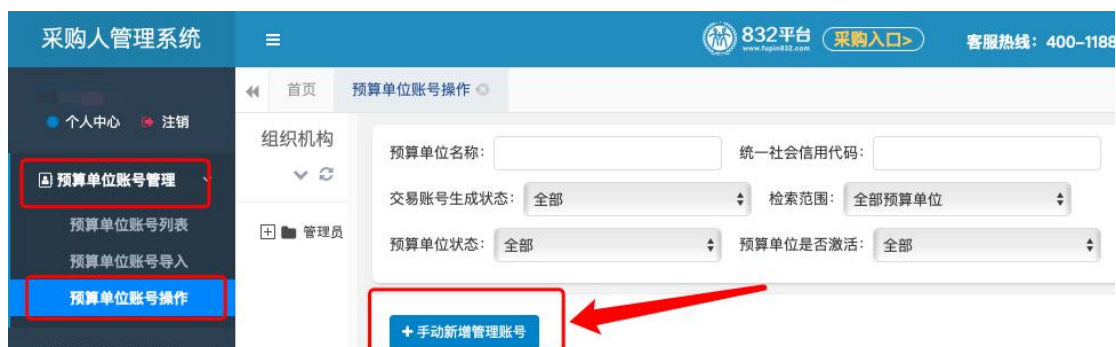 采购人管理系统
832平台 采购入口>
www.fupin832.com
客服热线：400-1188
首页 预算单位账号操作
个人中心 注销
组织机构
预算单位名称：
统一社会信用代码：
预算单位账号管理
交易账号生成状态： 全部
检索范围： 全部预算单位
预算单位账号列表
管理员
预算单位状态： 全部
预算单位是否激活： 全部
预算单位账号导入
预算单位账号操作
+手动新增管理账号